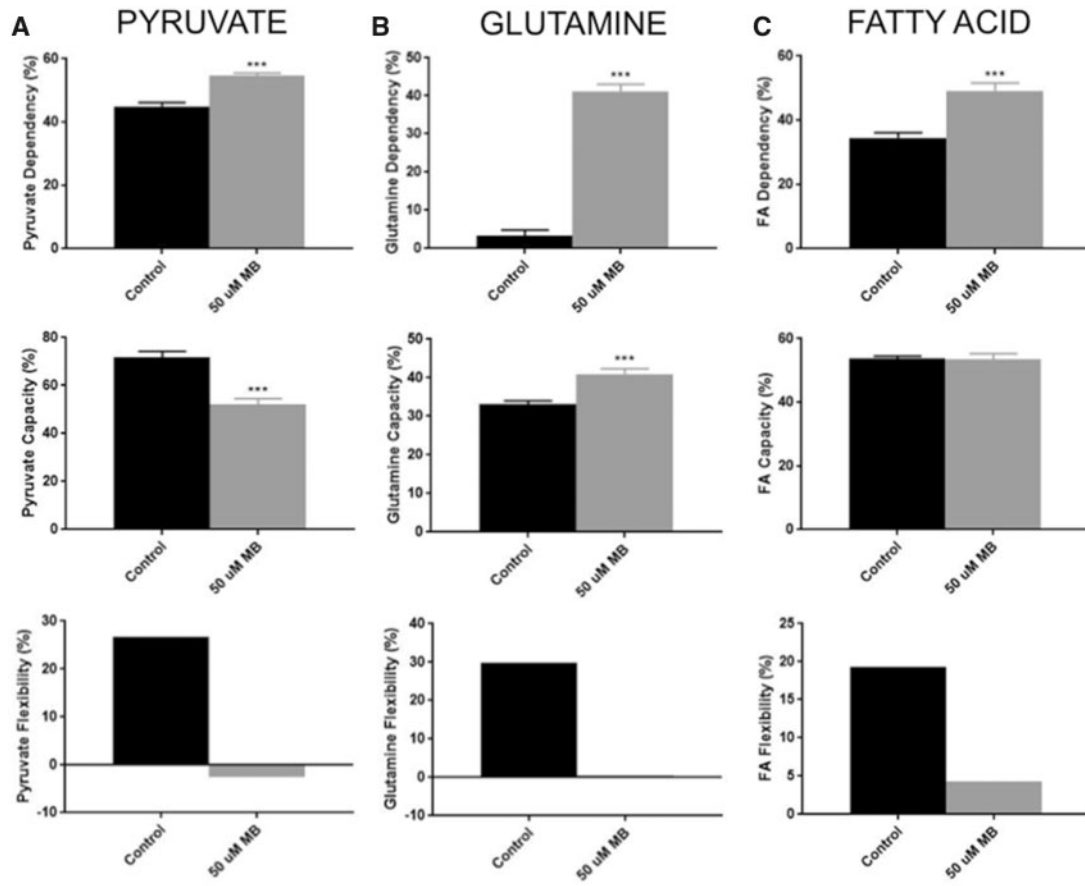 A PYRUVATE
B GLUTAMINE
C FATTY ACID
Pyruvate Dependency (%)
60
40
20
0
***
Control
50 uM MB
Glutamine Dependency (%)
50
40
30
20
10
0
***
Control
50 uM MB
FA Dependency (%)
60
40
20
0
***
Control
50 uM MB
Pyruvate Capacity (%)
80
60
40
20
0
***
Control
50 uM MB
Glutamine Capacity (%)
50
40
30
20
10
0
***
Control
50 uM MB
FA Capacity (%)
60
40
20
0
Control
50 uM MB
Pyruvate Flexibility (%)
30
20
10
0
-10
Control
50 uM MB
Glutamine Flexibility (%)
40
30
20
10
0
-10
Control
50 uM MB
FA Flexibility (%)
25
20
15
10
5
0
Control
50 uM MB